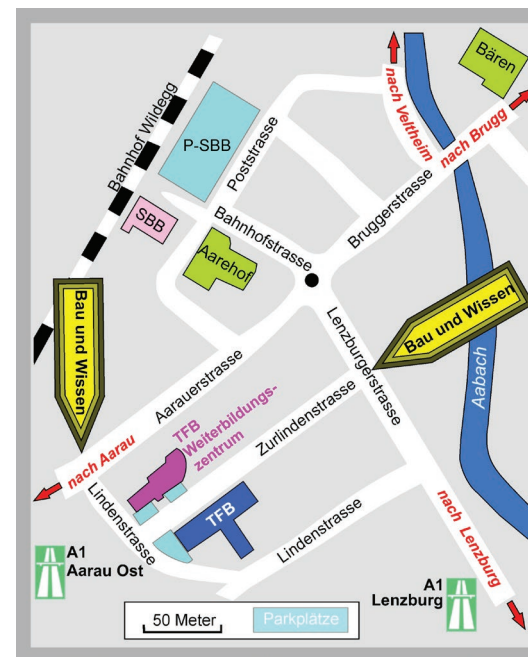 Bären
nach Veltheim
nach Brugg
Bahnhof Wildegg
P-SBB
Poststrasse
SBB
Bahnhofstrasse
Bruggerstrasse
Aarehof
Bau und Wissen
Bau und Wissen
Lenzburgerstrasse
Aabach
Aarauerstrasse
TFB
Weiterbildungs-
zentrum
Zurlindenstrasse
nach Aarau
Lindenstrasse
TFB
Lindenstrasse
nach Lenzburg
A1
Aarau Ost
A1
Lenzburg
50 Meter
Parkplätze